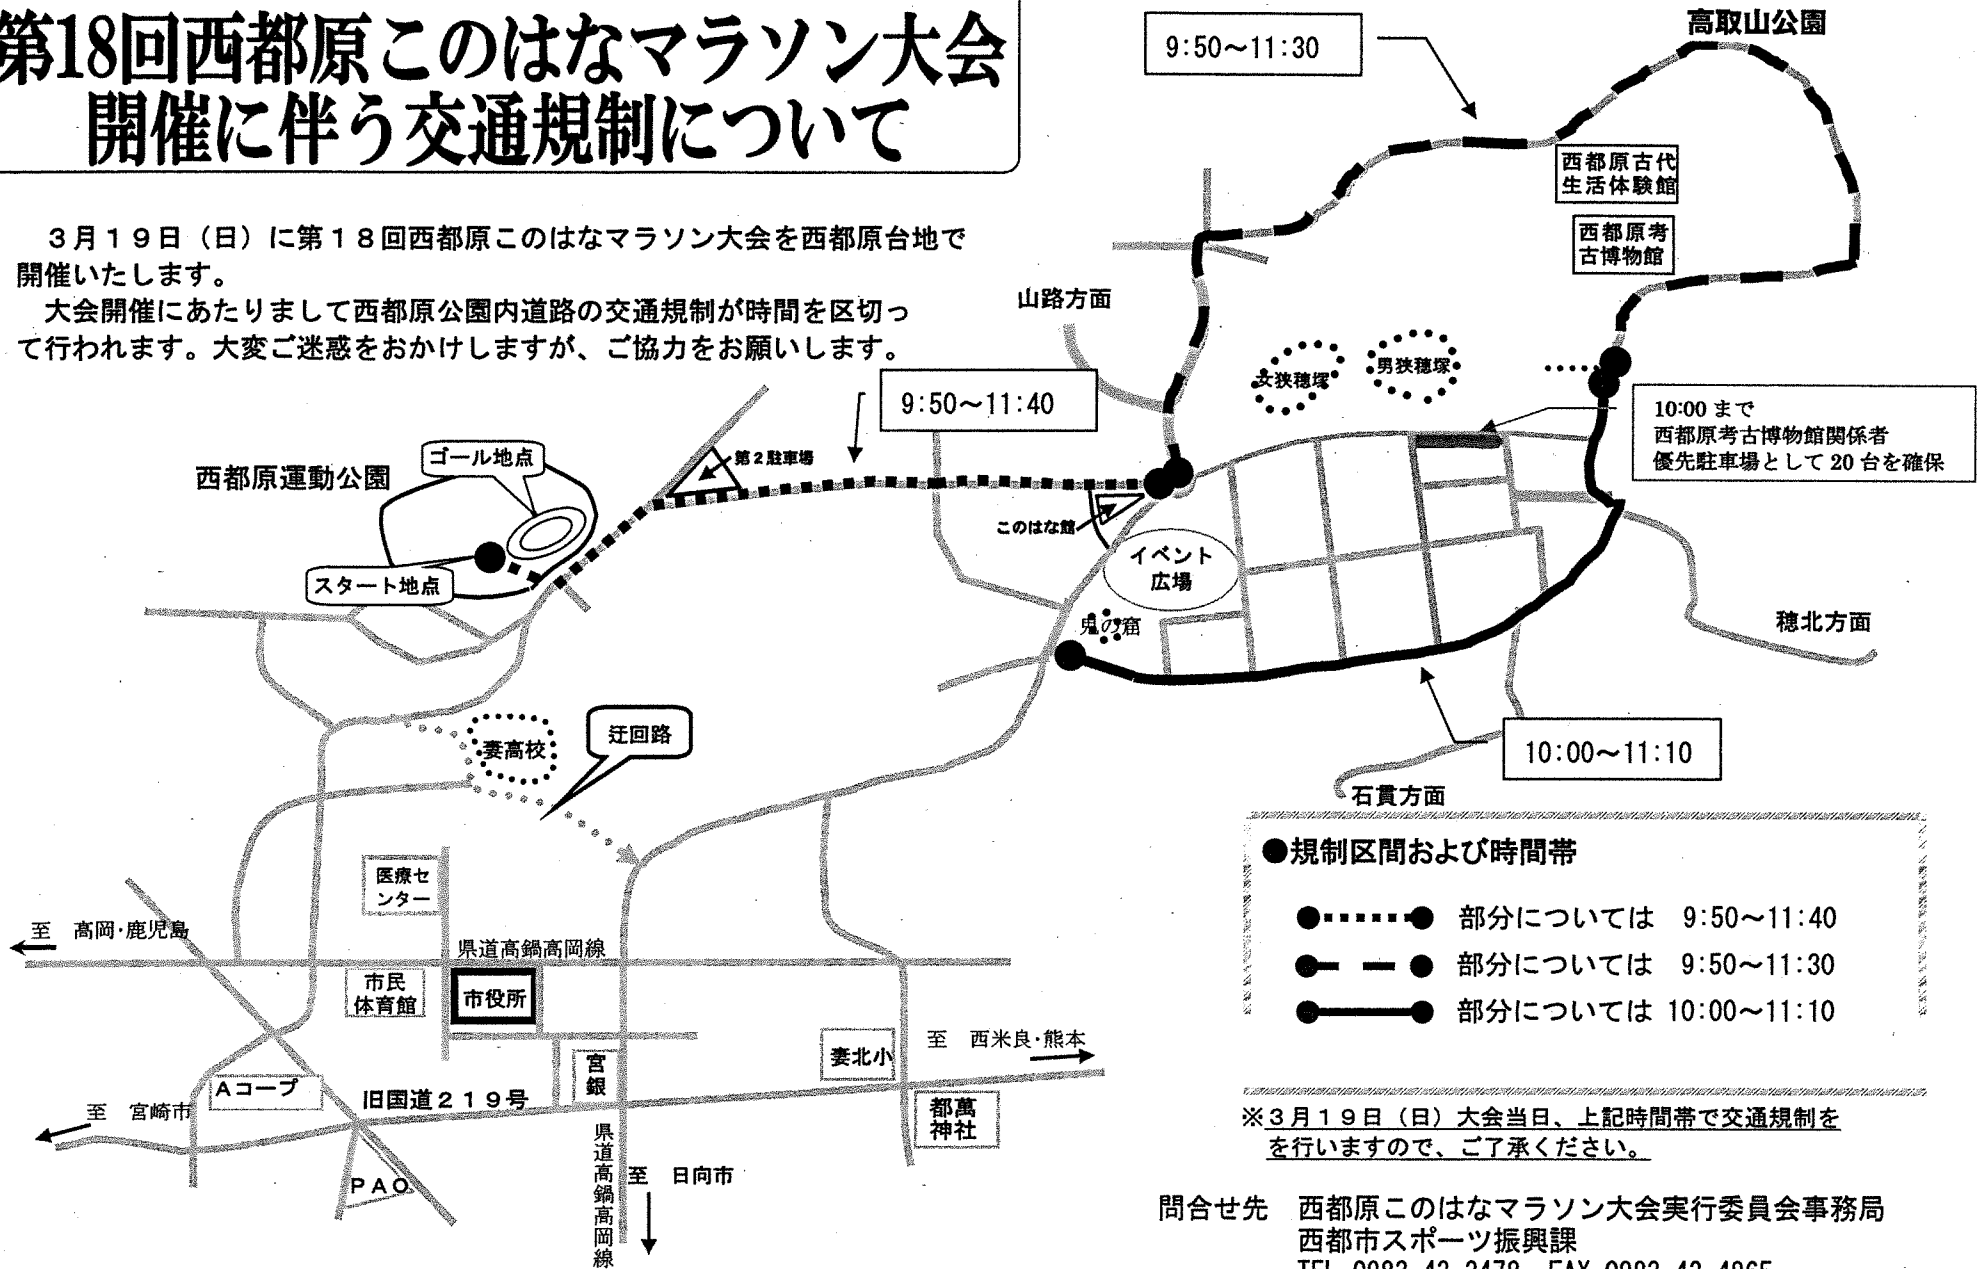 第18回西都原このはなマラソン大会
開催に伴う交通規制について
３月１９日（日）に第１８回西都原このはなマラソン大会を西都原台地で
開催いたします。
大会開催にあたりまして西都原公園内道路の交通規制が時間を区切っ
て行われます。大変ご迷惑をおかけしますが、ご協力をお願いします。
9:50～11:30
高取山公園
西都原古代
生活体験館
西都原考
古博物館
山路方面
女狭穂塚
男狭穂塚
9:50～11:40
10:00 まで
西都原考古博物館関係者
優先駐車場として 20 台を確保
ゴール地点
第２駐車場
西都原運動公園
このはな館
イベント
広場
スタート地点
鬼の窟
穂北方面
妻高校
迂回路
10:00～11:10
石貫方面
●規制区間および時間帯
部分については 9:50～11:40
部分については 9:50～11:30
部分については 10:00～11:10
医療セ
ンター
至 高岡・鹿児島
県道高鍋高岡線
市民
体育館
市役所
至 西米良・熊本
妻北小
宮
銀
Ａコープ
旧国道２１９号
至 宮崎市
都萬
神社
県道高鍋高岡線
至 日向市
ＰＡＯ
※３月１９日（日）大会当日、上記時間帯で交通規制を
を行いますので、ご了承ください。
問合せ先 西都原このはなマラソン大会実行委員会事務局
西都市スポーツ振興課